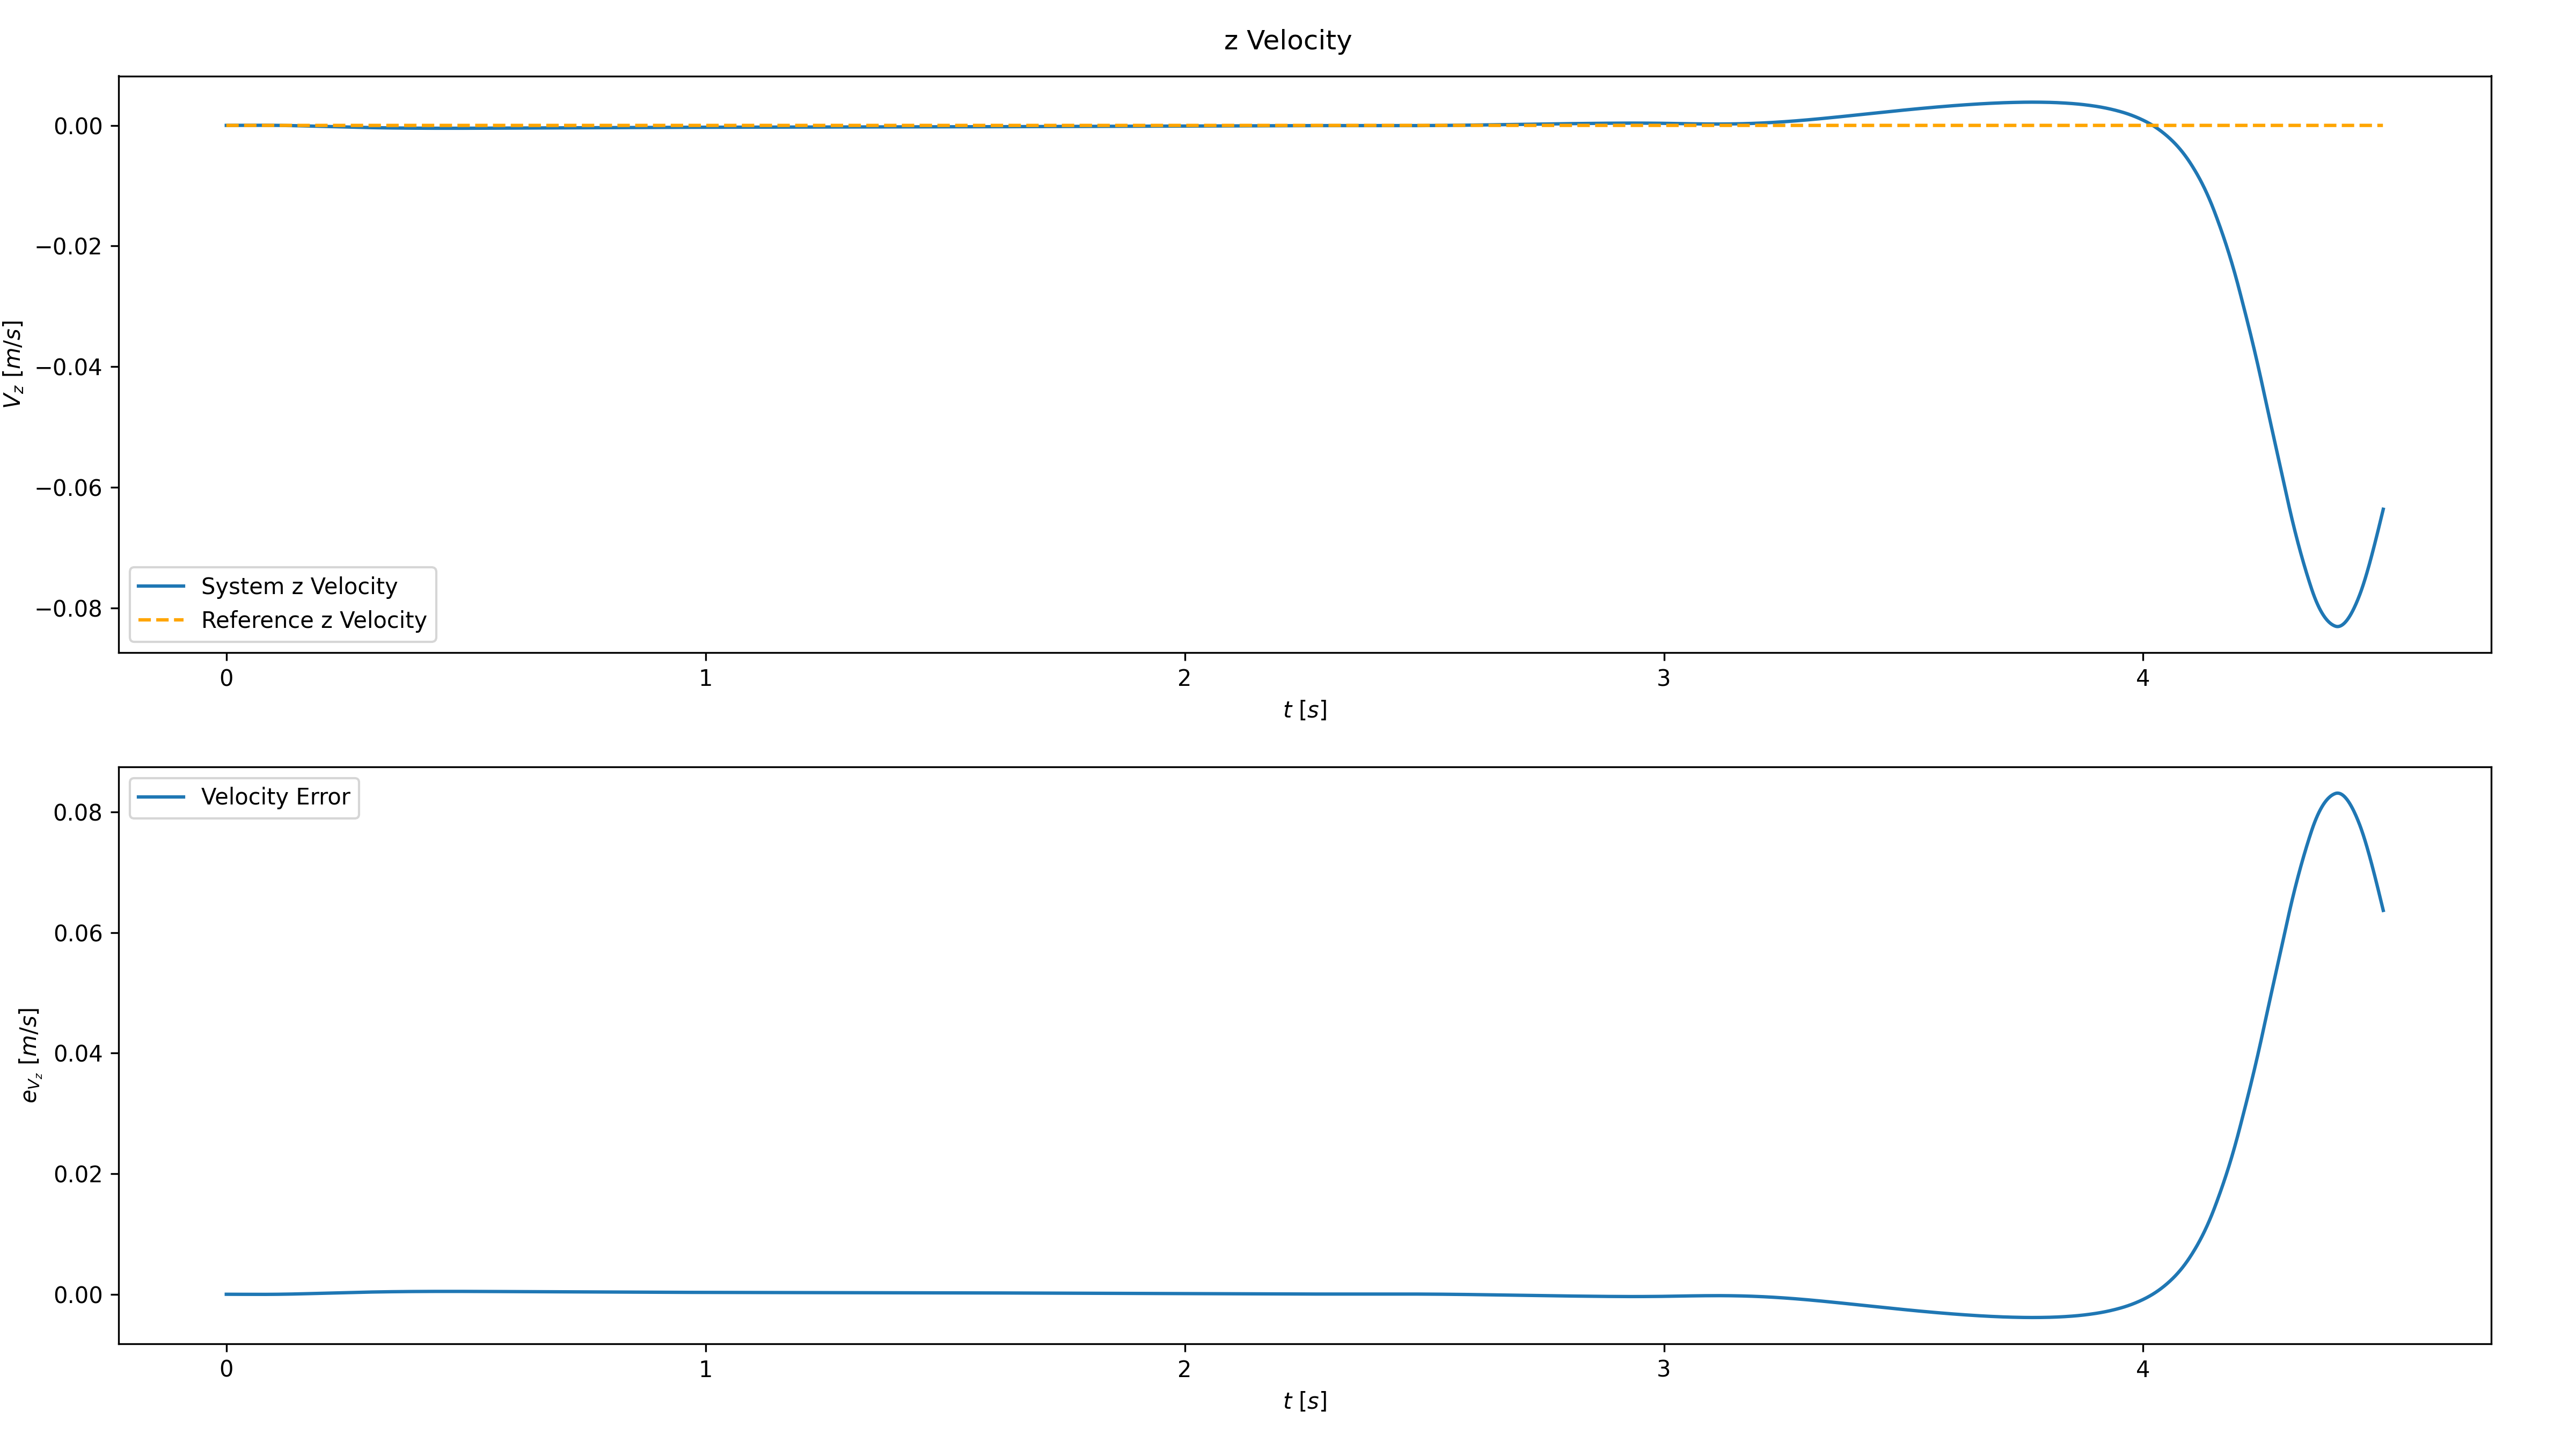 z Velocity
0.00
−0.02
−0.04
−0.06
−0.08
V_z [m/s]
System z Velocity
Reference z Velocity
0 1 2 3 4
t [s]
Velocity Error
0.08
0.06
0.04
0.02
0.00
e_{V_z} [m/s]
0 1 2 3 4
t [s]